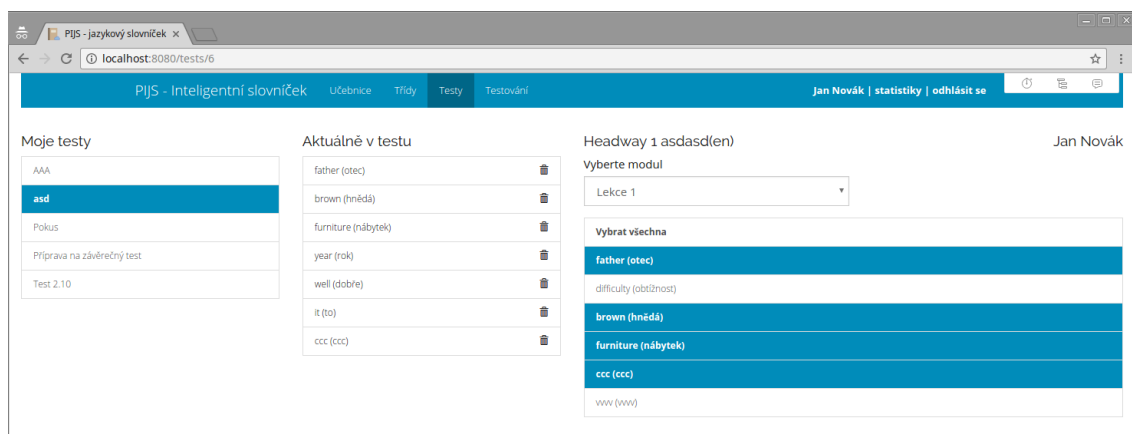 PIJS - jazykový slovníček
localhost:8080/tests/6
PIJS - Inteligentní slovníček Učebnice Třídy Testy Testování Jan Novák | statistiky | odhlásit se
Moje testy
AAA
asd
Pokus
Příprava na závěrečný test
Test 2.10
Aktuálně v testu
father (otec)
brown (hnědá)
furniture (nábytek)
year (rok)
well (dobře)
it (to)
ccc (ccc)
Headway 1 asdasd(en) Jan Novák
Vyberte modul
Lekce 1
Vybrat všechna
father (otec)
difficulty (obtížnost)
brown (hnědá)
furniture (nábytek)
ccc (ccc)
vvvv (vvvv)